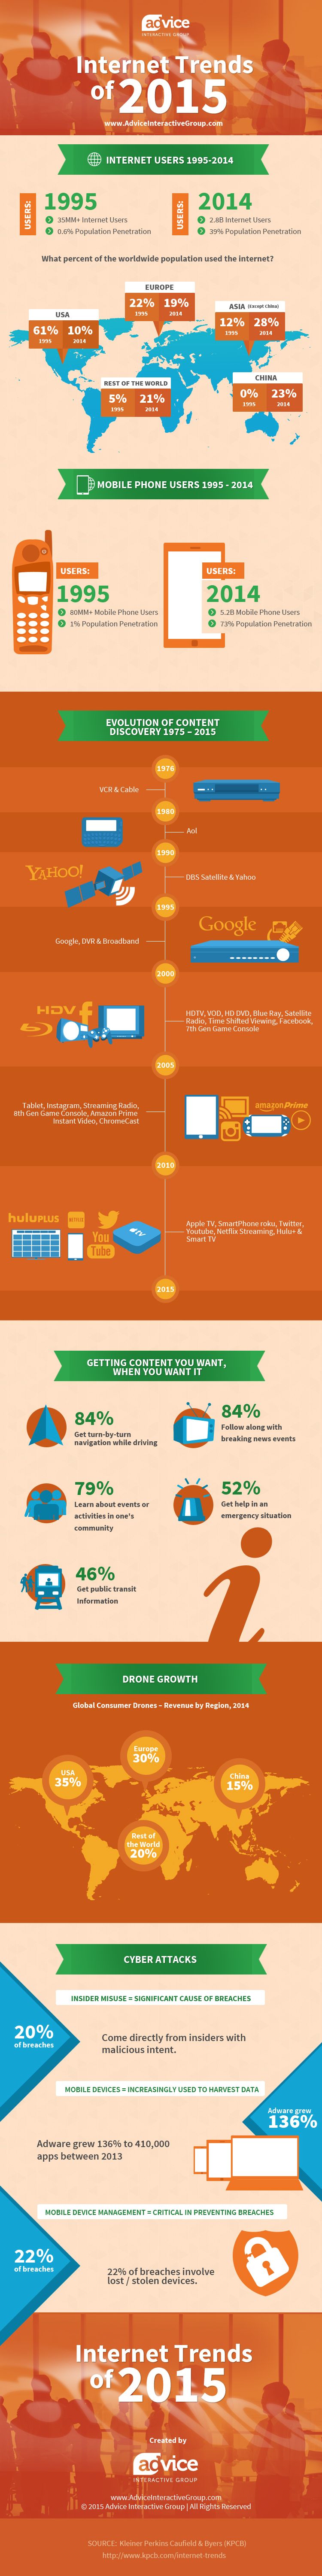 advice
INTERACTIVE GROUP
Internet Trends
of 2015
www.AdviceInteractiveGroup.com
INTERNET USERS 1995-2014
USERS:
1995
35MM+ Internet Users
0.6% Population Penetration
USERS:
2014
2.8B Internet Users
39% Population Penetration
What percent of the worldwide population used the internet?
EUROPE
22% 19%
1995 2014
USA
61% 10%
1995 2014
ASIA (Except China)
12% 28%
1995 2014
REST OF THE WORLD
5% 21%
1995 2014
CHINA
0% 23%
1995 2014
MOBILE PHONE USERS 1995 - 2014
USERS:
1995
80MM+ Mobile Phone Users
1% Population Penetration
USERS:
2014
5.2B Mobile Phone Users
73% Population Penetration
EVOLUTION OF CONTENT
DISCOVERY 1975 – 2015
1976
VCR & Cable
1980
Aol
1990
YAHOO!
DBS Satellite & Yahoo
1995
Google
Google, DVR & Broadband
2000
HDV
f
HDTV, VOD, HD DVD, Blue Ray, Satellite
Radio, Time Shifted Viewing, Facebook,
7th Gen Game Console
2005
Tablet, Instagram, Streaming Radio,
8th Gen Game Console, Amazon Prime
Instant Video, ChromeCast
amazonPrime
2010
huluPLUS
NETFLIX
You
Tube
tv
Apple TV, SmartPhone roku, Twitter,
Youtube, Netflix Streaming, Hulu+ &
Smart TV
2015
GETTING CONTENT YOU WANT,
WHEN YOU WANT IT
84%
Get turn-by-turn
navigation while driving
84%
Follow along with
breaking news events
79%
Learn about events or
activities in one's
community
52%
Get help in an
emergency situation
46%
Get public transit
Information
i
DRONE GROWTH
Global Consumer Drones – Revenue by Region, 2014
Europe
30%
USA
35%
China
15%
Rest of
the World
20%
CYBER ATTACKS
INSIDER MISUSE = SIGNIFICANT CAUSE OF BREACHES
20%
of breaches
Come directly from insiders with
malicious intent.
MOBILE DEVICES = INCREASINGLY USED TO HARVEST DATA
Adware grew
136%
Adware grew 136% to 410,000
apps between 2013
MOBILE DEVICE MANAGEMENT = CRITICAL IN PREVENTING BREACHES
22%
of breaches
22% of breaches involve
lost / stolen devices.
Internet Trends
of 2015
Created by
advice
INTERACTIVE GROUP
www.AdviceInteractiveGroup.com
© 2015 Advice Interactive Group | All Rights Reserved
SOURCE: Kleiner Perkins Caufield & Byers (KPCB)
http://www.kpcb.com/internet-trends